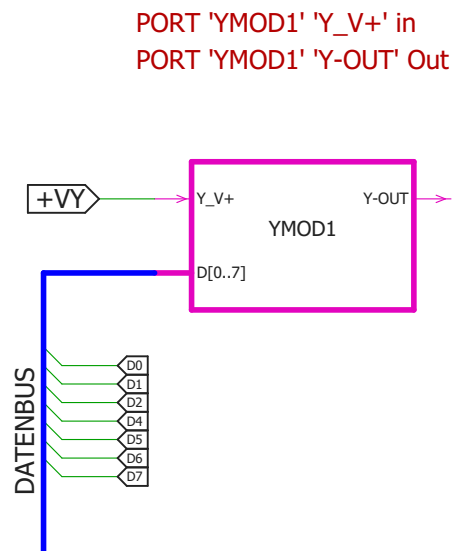 PORT 'YMOD1' 'Y_V+' in
PORT 'YMOD1' 'Y-OUT' Out
+VY
Y_V+
Y-OUT
YMOD1
D[0..7]
DATENBUS
D0
D1
D2
D4
D5
D6
D7